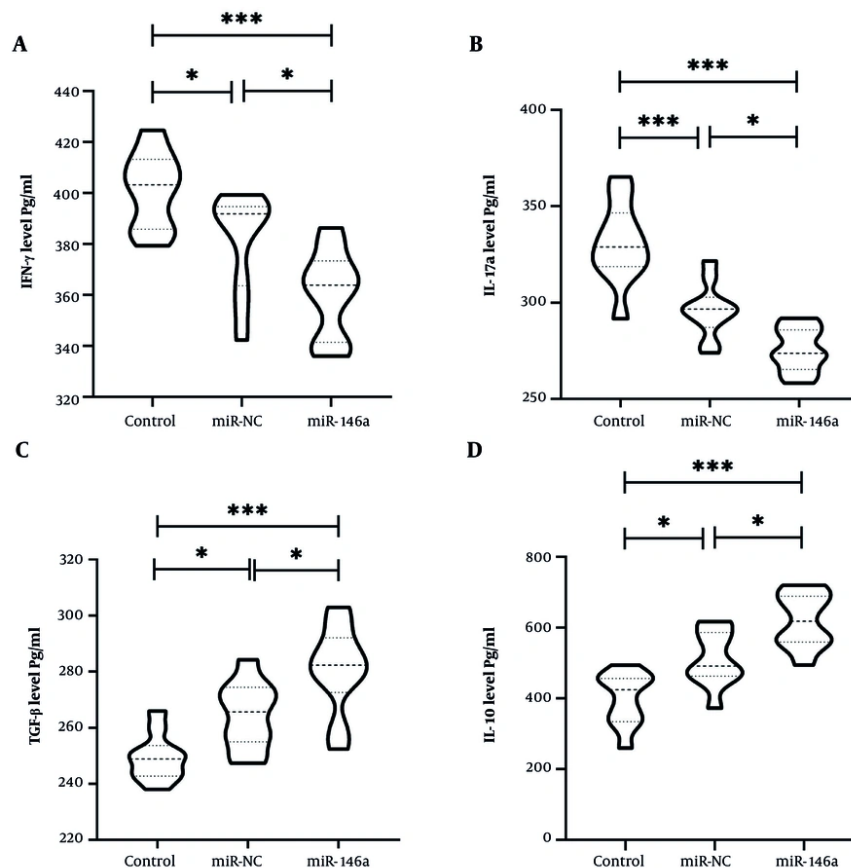 A
***
* *
440
420
400
380
360
340
320
IFN-γ level Pg/ml
Control miR-NC miR-146a
B
***
*** *
400
350
300
250
IL-17a level Pg/ml
Control miR-NC miR-146a
C
***
* *
320
300
280
260
240
220
TGF-β level Pg/ml
Control miR-NC miR-146a
D
***
* *
800
600
400
200
0
IL-10 level Pg/ml
Control miR-NC miR-146a